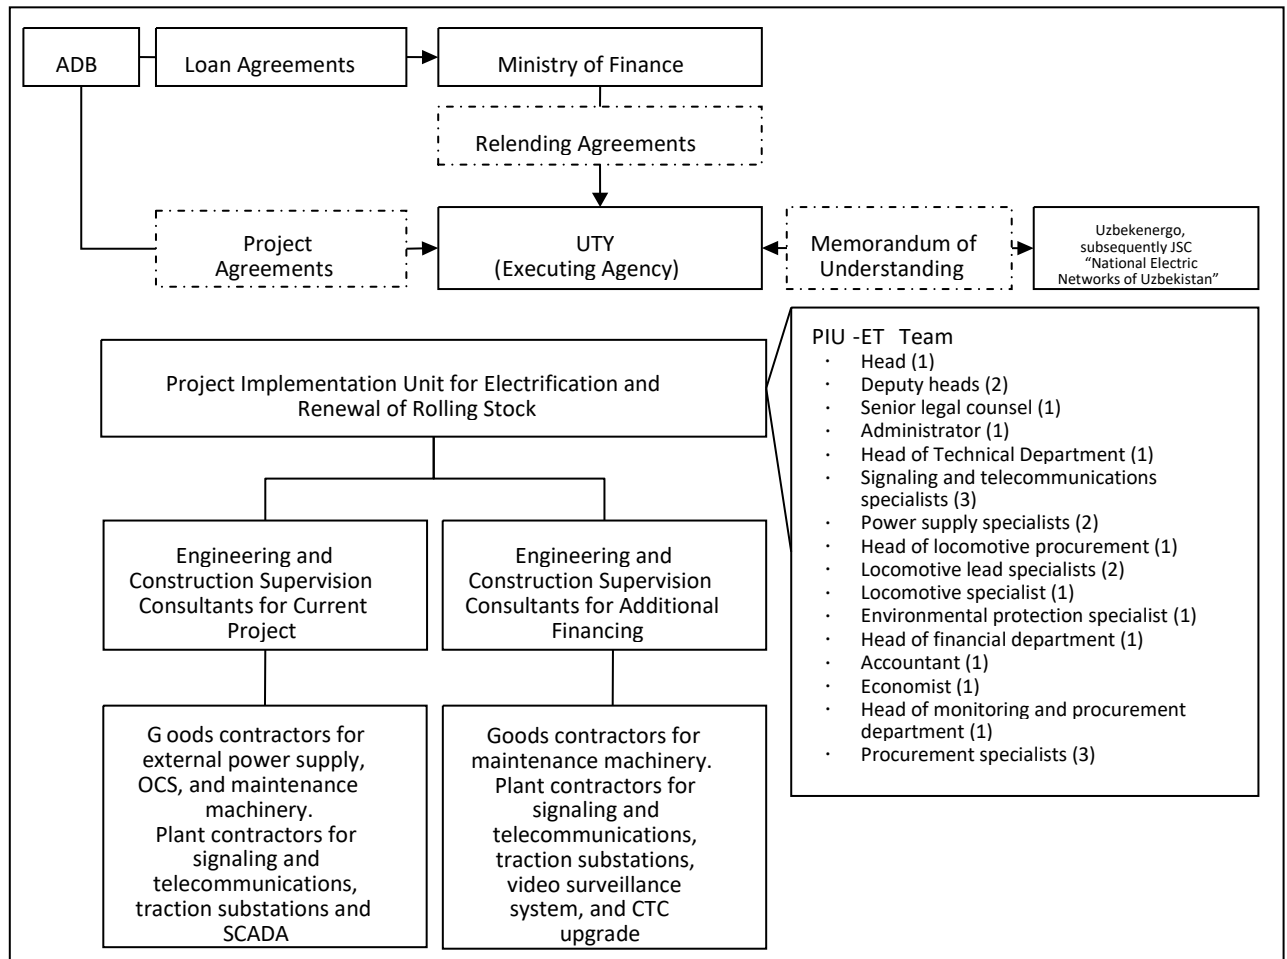 ADB
Loan Agreements
Ministry of Finance
Relending Agreements
Project
Agreements
UTY
(Executing Agency)
Memorandum of
Understanding
Uzbekenergo,
subsequently JSC
“National Electric
Networks of Uzbekistan”
Project Implementation Unit for Electrification and
Renewal of Rolling Stock
PIU -ET Team
· Head (1)
· Deputy heads (2)
· Senior legal counsel (1)
· Administrator (1)
· Head of Technical Department (1)
· Signaling and telecommunications
specialists (3)
· Power supply specialists (2)
· Head of locomotive procurement (1)
· Locomotive lead specialists (2)
· Locomotive specialist (1)
· Environmental protection specialist (1)
· Head of financial department (1)
· Accountant (1)
· Economist (1)
· Head of monitoring and procurement
department (1)
· Procurement specialists (3)
Engineering and
Construction Supervision
Consultants for Current
Project
Engineering and
Construction Supervision
Consultants for Additional
Financing
G oods contractors for
external power supply,
OCS, and maintenance
machinery.
Plant contractors for
signaling and
telecommunications,
traction substations and
SCADA
Goods contractors for
maintenance machinery.
Plant contractors for
signaling and
telecommunications,
traction substations,
video surveillance
system, and CTC
upgrade